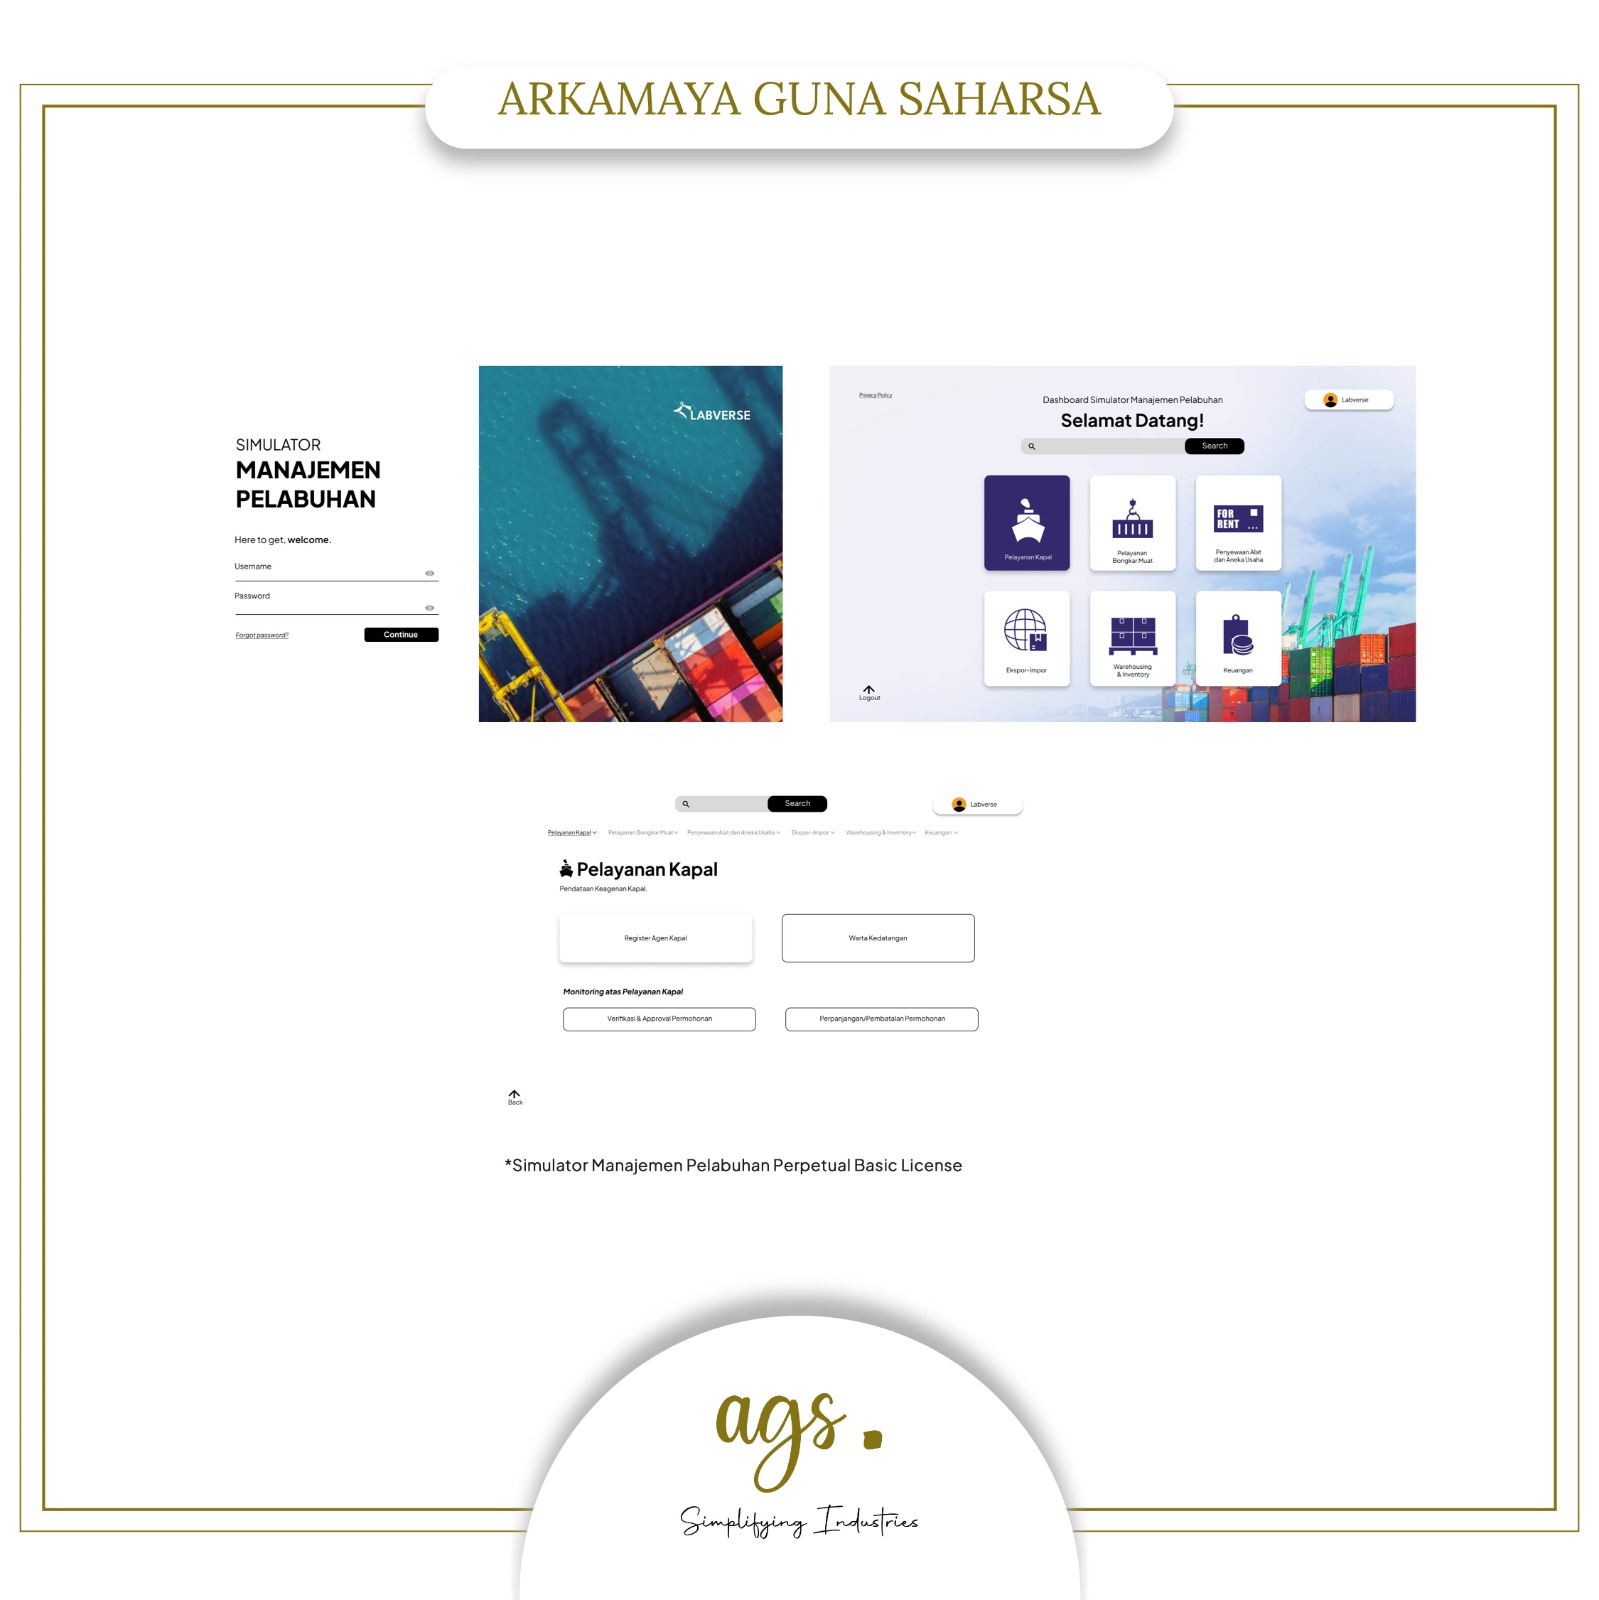 ARKAMAYA GUNA SAHARSA
SIMULATOR
MANAJEMEN
PELABUHAN
Here to get, welcome.
Username
Password
Forgot password?
Continue
LABVERSE
Privacy Policy
Dashboard Simulator Manajemen Pelabuhan
Labverse
Selamat Datang!
Search
Pelayanan Kapal
Pelayanan
Bongkar Muat
FOR
RENT ...
Penyewaan Alat
dan Aneka Usaha
Ekspor-Impor
Warehousing
& Inventory
Keuangan
Logout
Search
Labverse
Pelayanan Kapal Pelayanan Bongkar Muat Penyewaan Alat dan Aneka Usaha Ekspor-Impor Warehousing & Inventory Keuangan
Pelayanan Kapal
Pendataan Keagenan Kapal.
Register Agen Kapal
Warta Kedatangan
Monitoring atas Pelayanan Kapal
Verifikasi & Approval Permohonan
Perpanjangan/Pembatalan Permohonan
Back
*Simulator Manajemen Pelabuhan Perpetual Basic License
ags.
Simplifying Industries